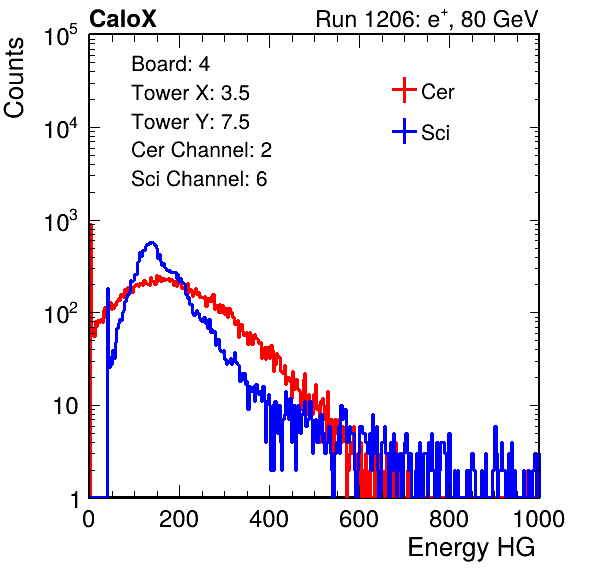 CaloX Run 1206: e⁺, 80 GeV
Counts
Board: 4
Tower X: 3.5
Tower Y: 7.5
Cer Channel: 2
Sci Channel: 6
Cer
Sci
10⁵
10⁴
10³
10²
10
1
0 200 400 600 800 1000
Energy HG